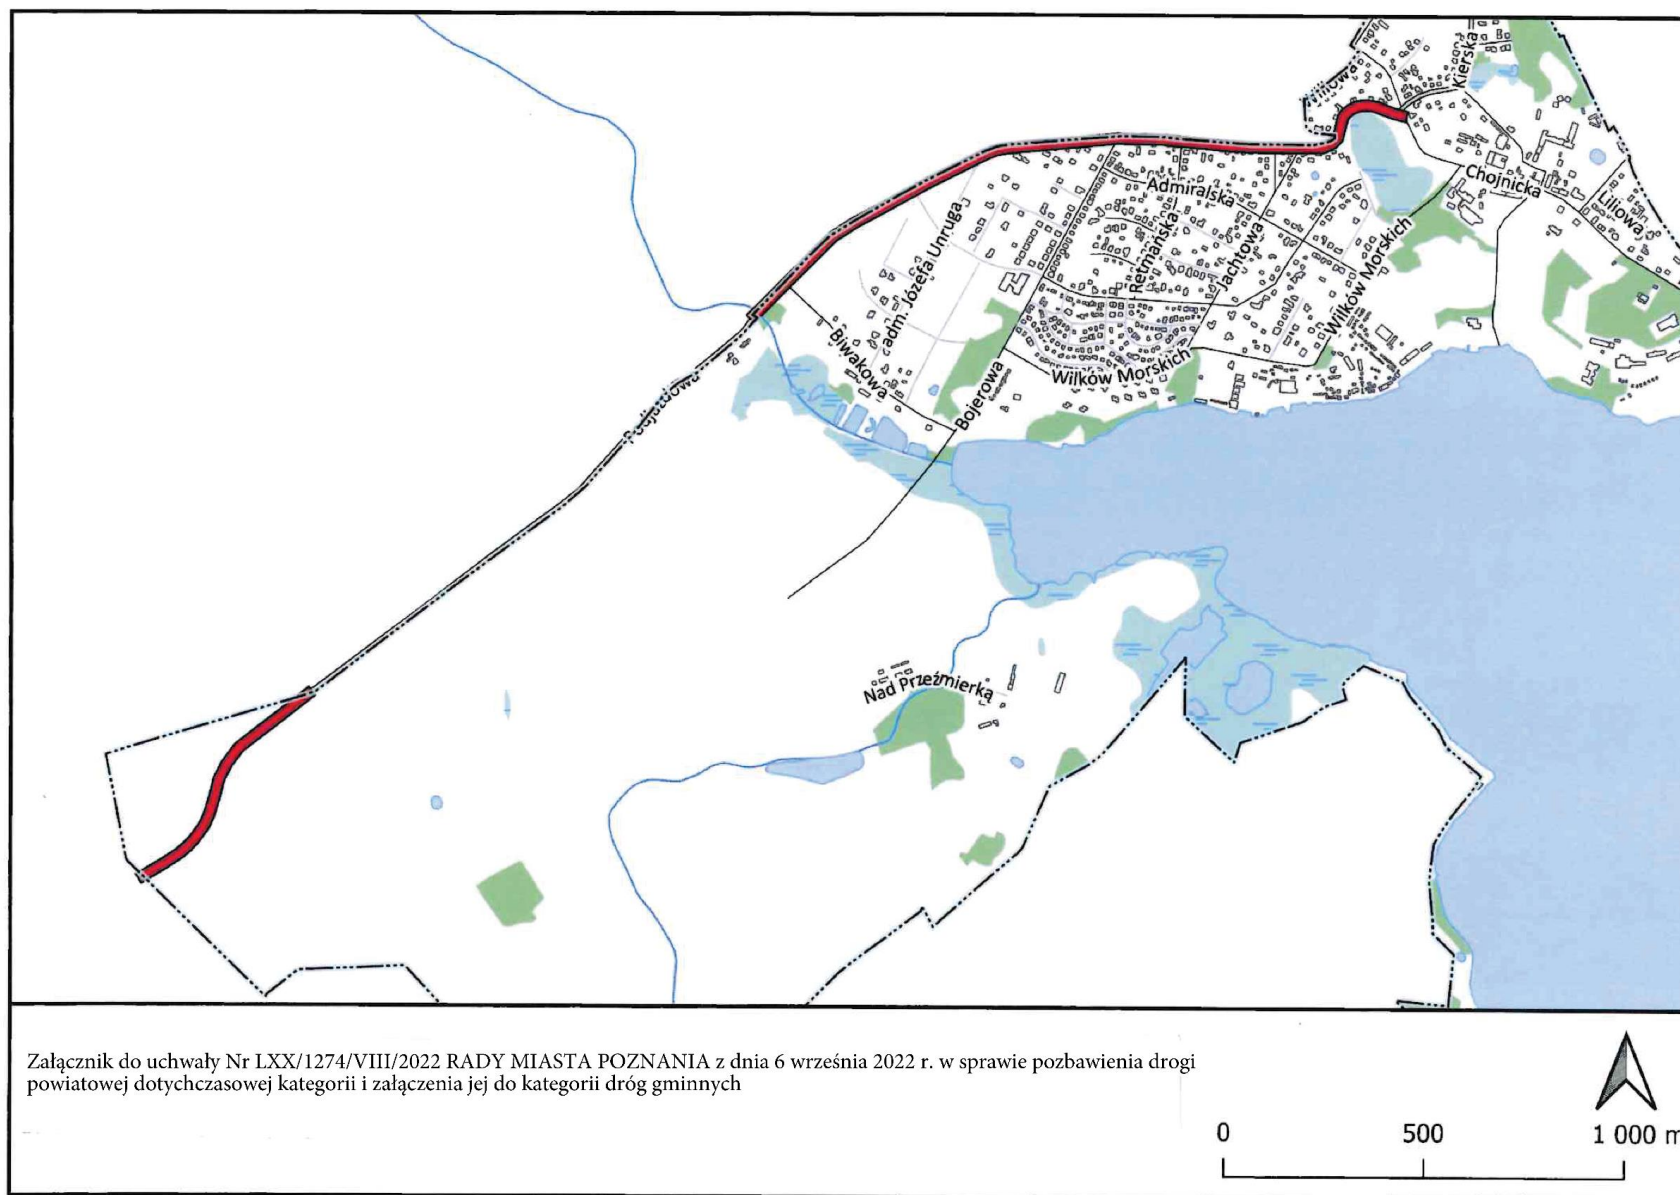 Kierska
Chojnicka
Liliowa
Admiralska
Retmańska
Jachtowa
Wilków Morskich
adm. Józefa Unruga
Biwakowa
Bojerowa
Wilków Morskich
Nad Przeźmierką
Załącznik do uchwały Nr LXX/1274/VIII/2022 RADY MIASTA POZNANIA z dnia 6 września 2022 r. w sprawie pozbawienia drogi
powiatowej dotychczasowej kategorii i załączenia jej do kategorii dróg gminnych
0 500 1 000 m